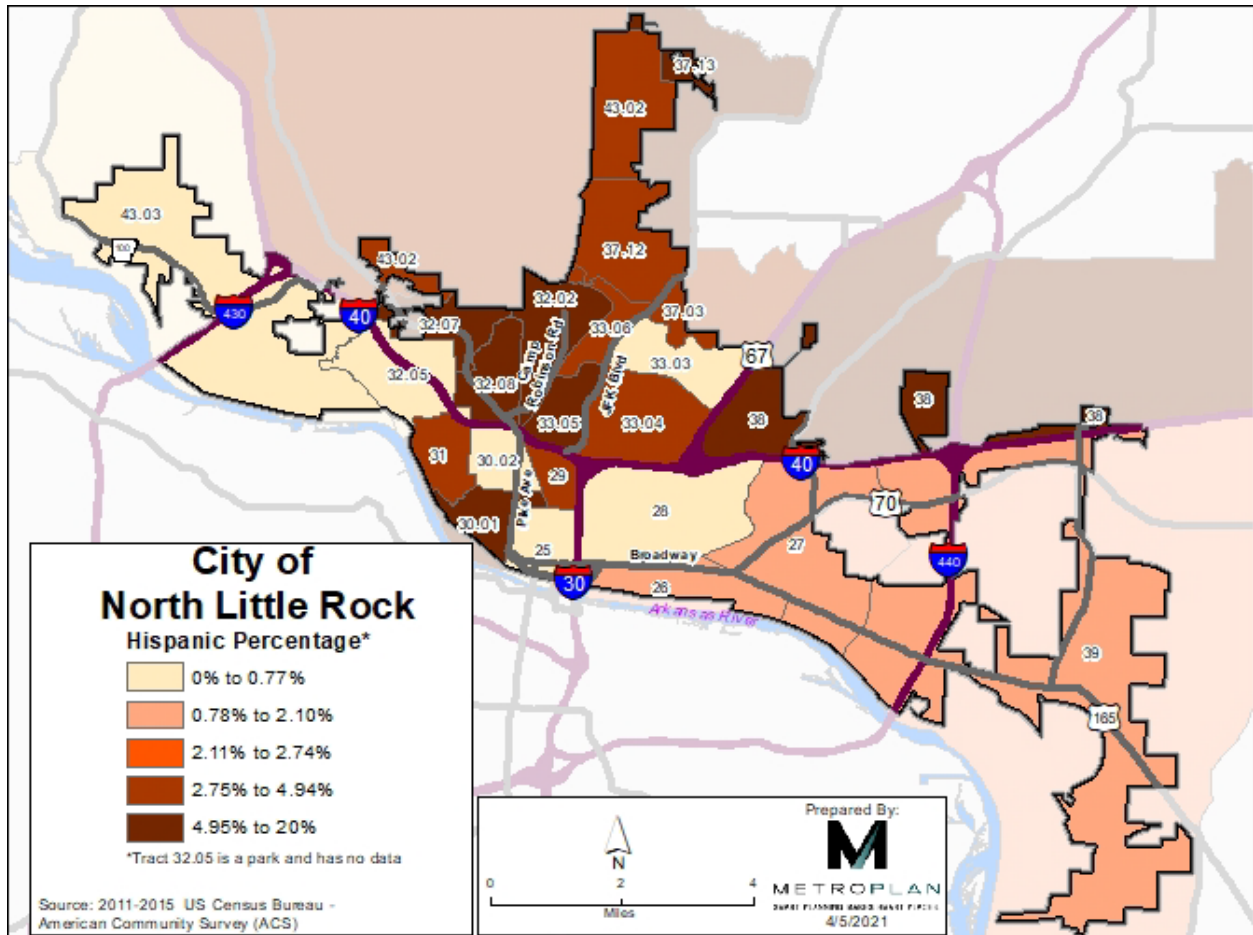 37.13
43.02
43.03
100
37.12
43.02
32.02
37.03
430
40
32.07
33.06
Camp
Robinson Rd
JFK Blvd
33.03
67
32.05
32.08
33.05
33.04
38
38
38
31
30.02
29
40
Pike Ave
28
70
30.01
25
Broadway
27
440
30
26
Arkansas River
39
165
City of
North Little Rock
Hispanic Percentage*
0% to 0.77%
0.78% to 2.10%
2.11% to 2.74%
2.75% to 4.94%
4.95% to 20%
*Tract 32.05 is a park and has no data
Source: 2011-2015 US Census Bureau -
American Community Survey (ACS)
N
0 2 4
Miles
Prepared By:
M
METROPLAN
SMART PLANNING MAKES SMART PLACES
4/5/2021